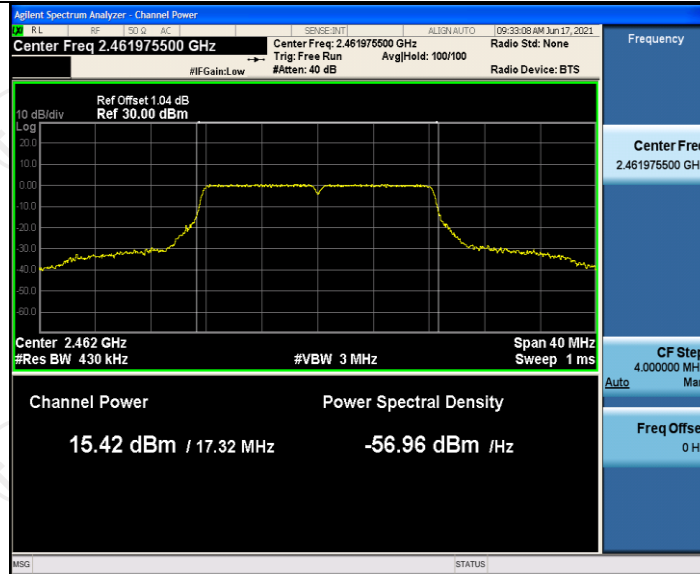 Agilent Spectrum Analyzer - Channel Power
RL RF 50 Ω AC SENSE:INT ALIGN AUTO 09:33:08 AM Jun 17, 2021
Center Freq 2.461975500 GHz
Center Freq: 2.461975500 GHz
Radio Std: None
Trig: Free Run Avg|Hold: 100/100
#IFGain:Low
#Atten: 40 dB
Radio Device: BTS
Ref Offset 1.04 dB
10 dB/div Ref 30.00 dBm
Log
20.0
10.0
0.00
-10.0
-20.0
-30.0
-40.0
-50.0
-60.0
Center 2.462 GHz Span 40 MHz
#Res BW 430 kHz #VBW 3 MHz Sweep 1 ms
Channel Power
Power Spectral Density
15.42 dBm / 17.32 MHz
-56.96 dBm /Hz
MSG STATUS
Frequency
Center Fre
2.461975500 GH
CF Ste
4.000000 MH
Auto Ma
Freq Offse
0 H